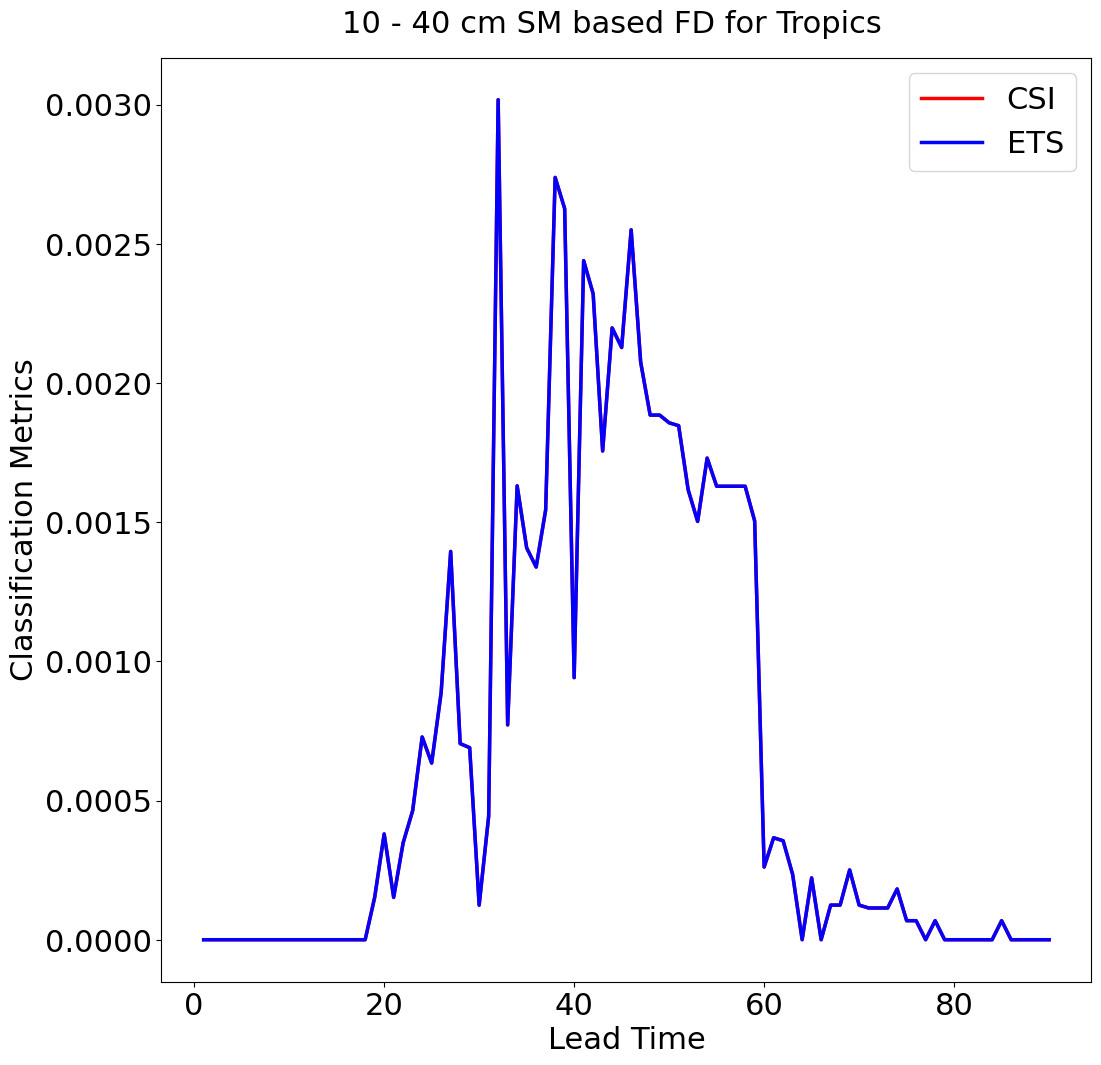 10 - 40 cm SM based FD for Tropics
CSI
ETS
0.0030
0.0025
0.0020
0.0015
0.0010
0.0005
0.0000
Classification Metrics
0 20 40 60 80
Lead Time